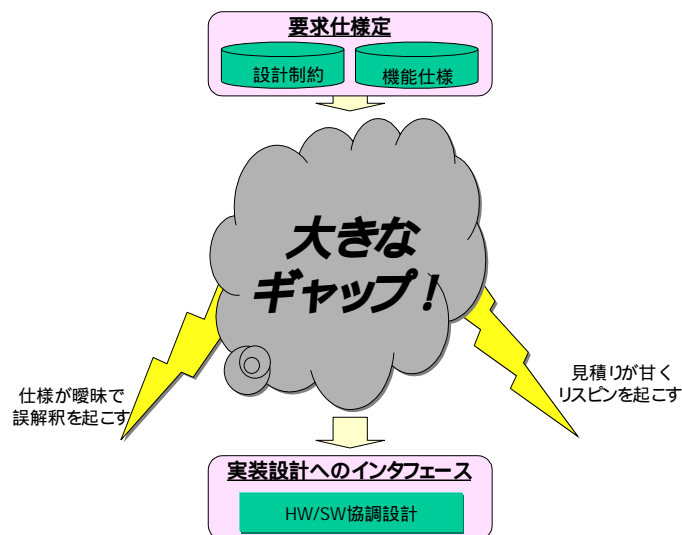 要求仕様定
設計制約
機能仕様
大きな
ギャップ!
仕様が曖昧で
誤解釈を起こす
見積りが甘く
リスピンを起こす
実装設計へのインタフェース
HW/SW協調設計